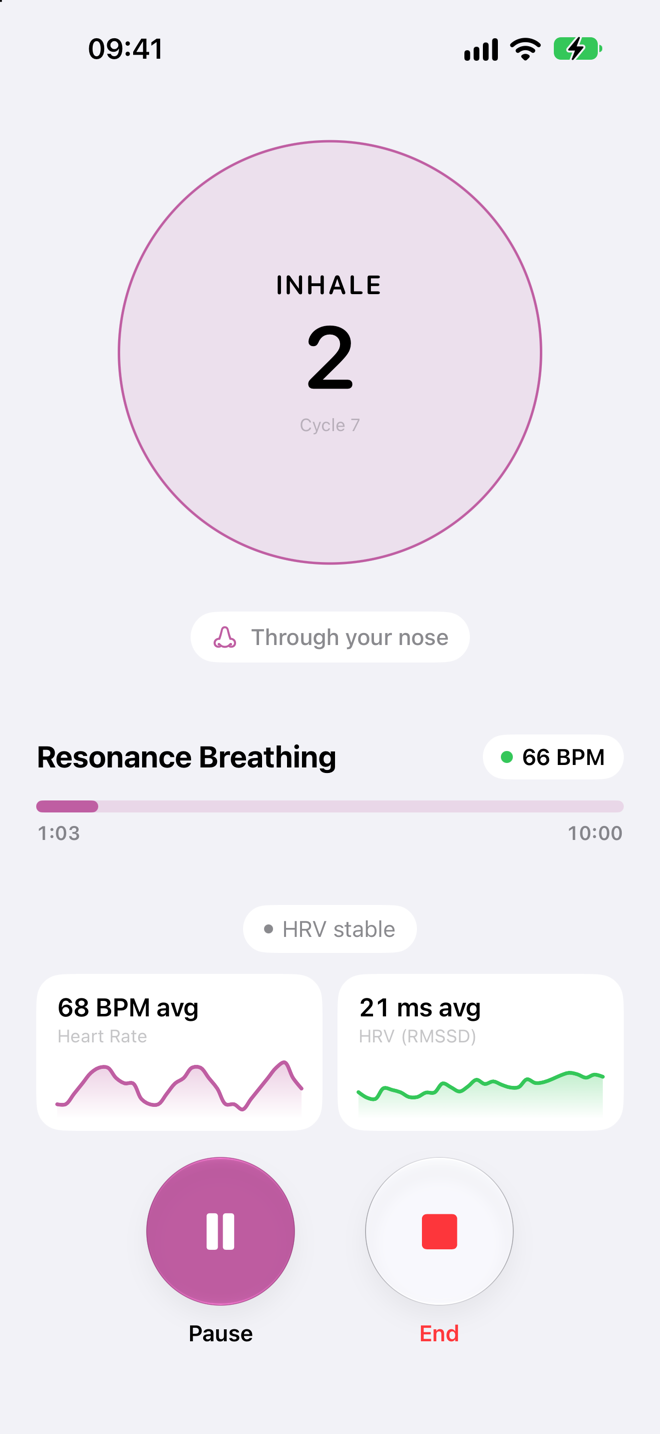 09:41
INHALE
2
Cycle 7
Through your nose
Resonance Breathing
66 BPM
1:03
10:00
HRV stable
68 BPM avg
Heart Rate
21 ms avg
HRV (RMSSD)
Pause
End